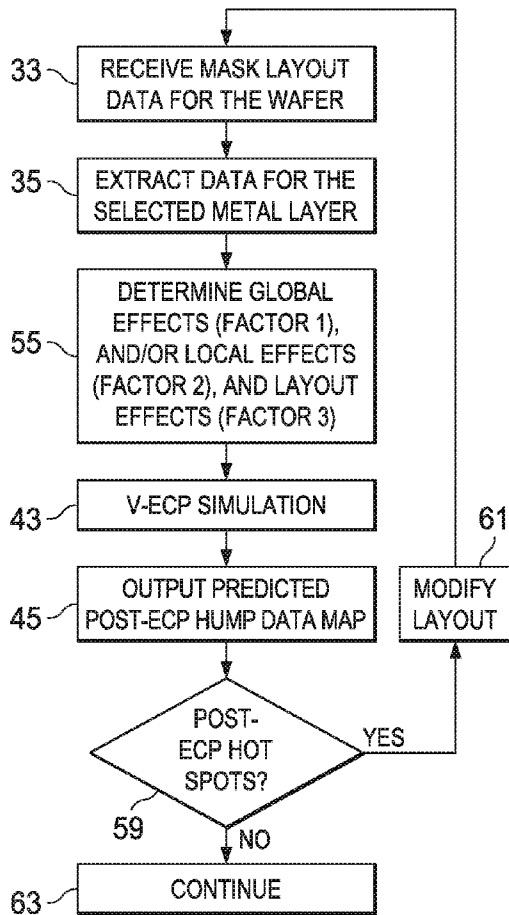 33
RECEIVE MASK LAYOUT
DATA FOR THE WAFER
35
EXTRACT DATA FOR THE
SELECTED METAL LAYER
55
DETERMINE GLOBAL
EFFECTS (FACTOR 1),
AND/OR LOCAL EFFECTS
(FACTOR 2), AND LAYOUT
EFFECTS (FACTOR 3)
43
V-ECP SIMULATION
45
OUTPUT PREDICTED
POST-ECP HUMP DATA MAP
61
MODIFY
LAYOUT
POST-
ECP HOT
SPOTS?
YES
59
NO
63
CONTINUE